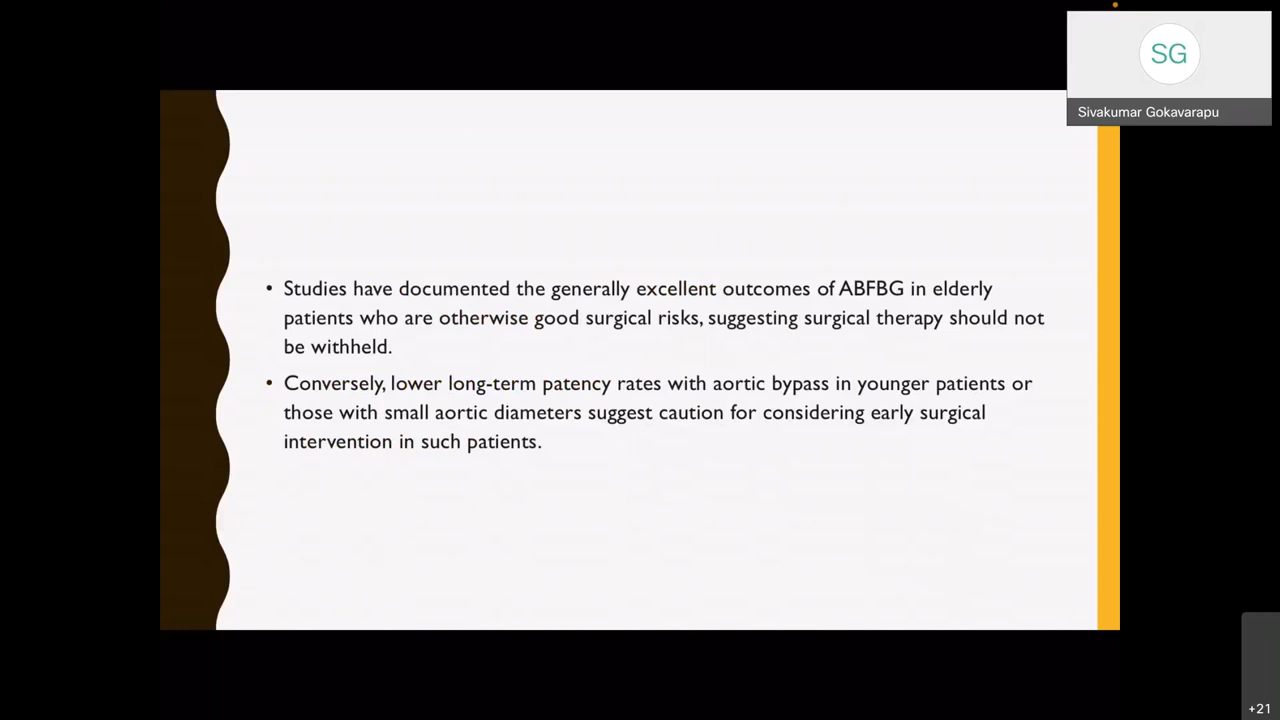 SG
Sivakumar Gokavarapu
• Studies have documented the generally excellent outcomes of ABFBG in elderly
patients who are otherwise good surgical risks, suggesting surgical therapy should not
be withheld.
• Conversely, lower long-term patency rates with aortic bypass in younger patients or
those with small aortic diameters suggest caution for considering early surgical
intervention in such patients.
+21